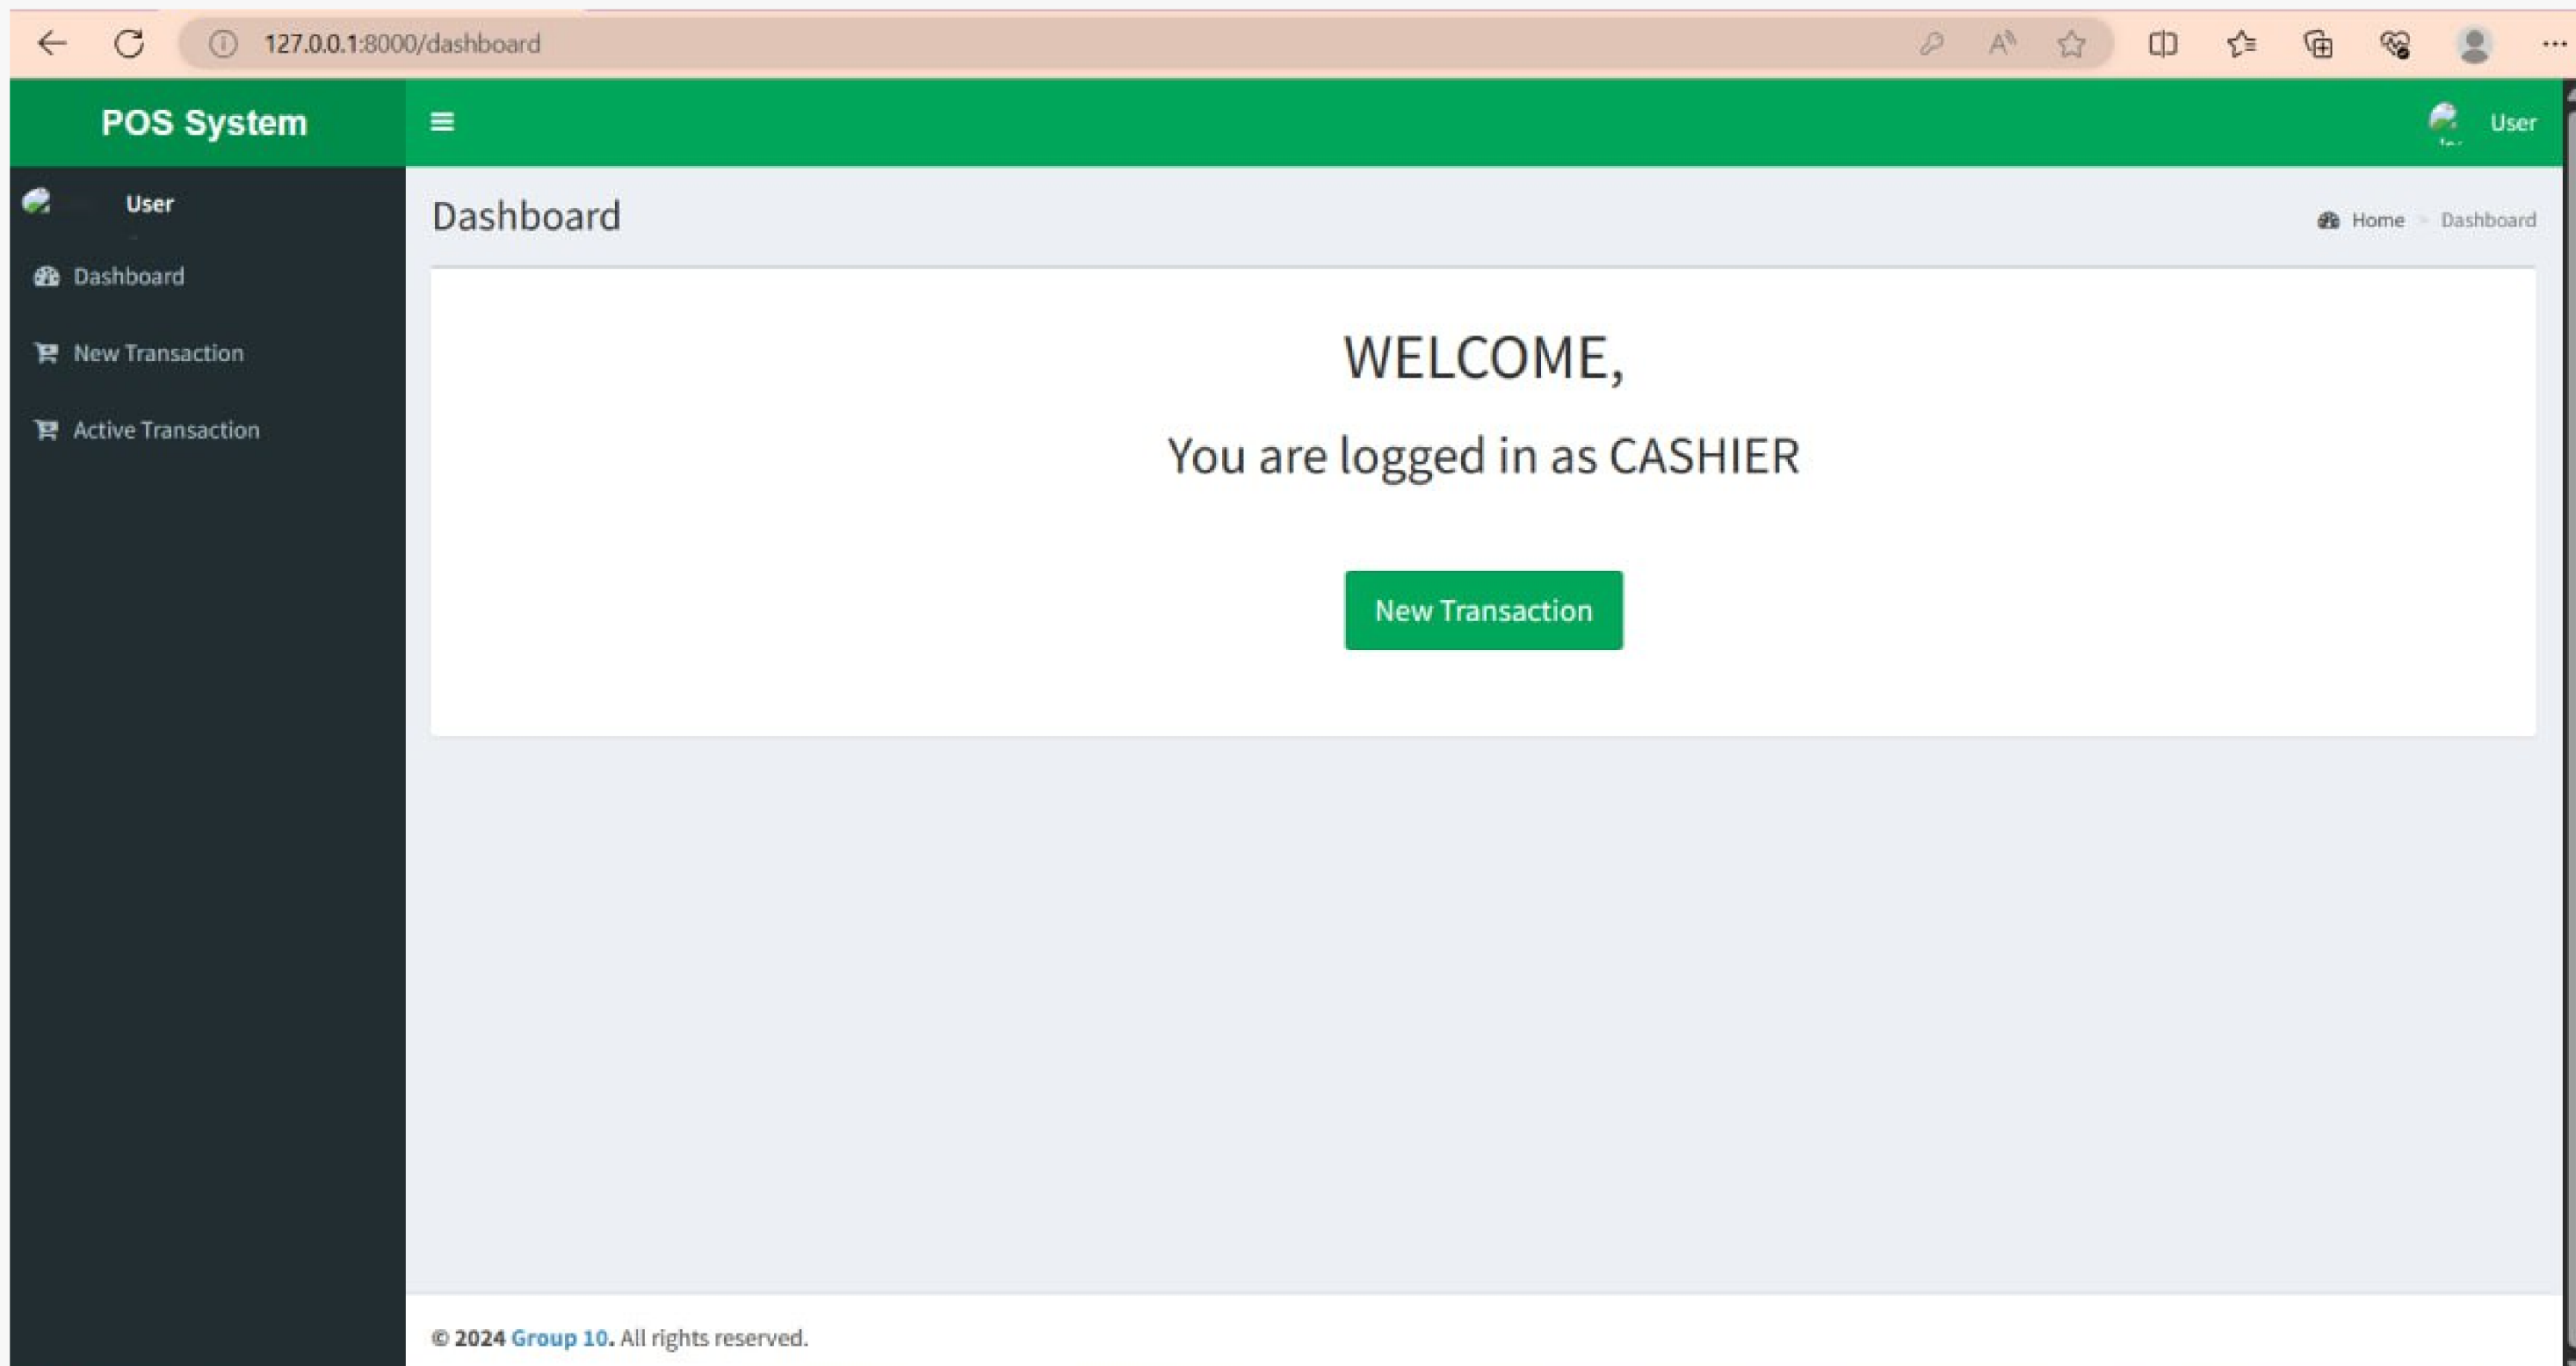 127.0.0.1:8000/dashboard
POS System
User
User
Dashboard
New Transaction
Active Transaction
Dashboard
Home Dashboard
WELCOME,
You are logged in as CASHIER
New Transaction
© 2024 Group 10. All rights reserved.